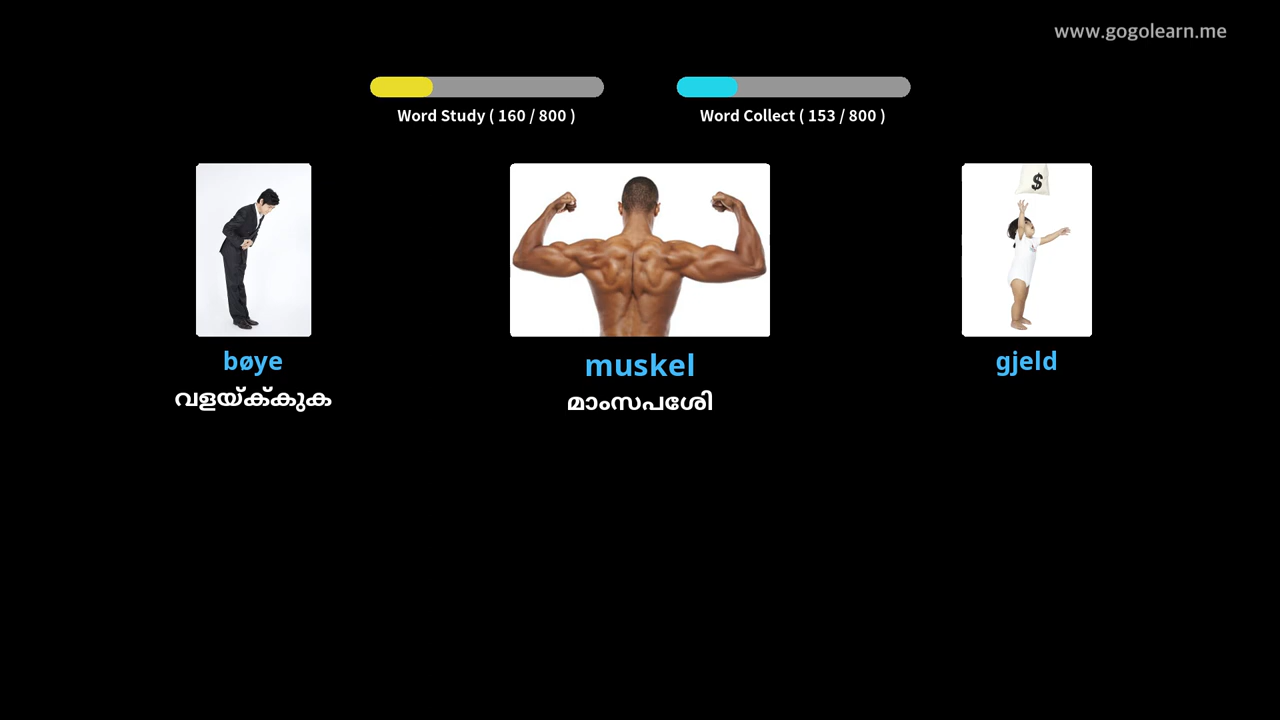 www.gogolearn.me
Word Study ( 160 / 800 )
Word Collect ( 153 / 800 )
$
bøye
muskel
gjeld
വളയ്ക്കുക
മാംസപേശി